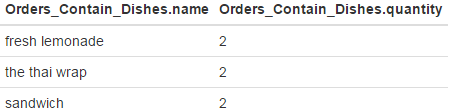 Orders_Contain_Dishes.name Orders_Contain_Dishes.quantity
fresh lemonade 2
the thai wrap 2
sandwich 2